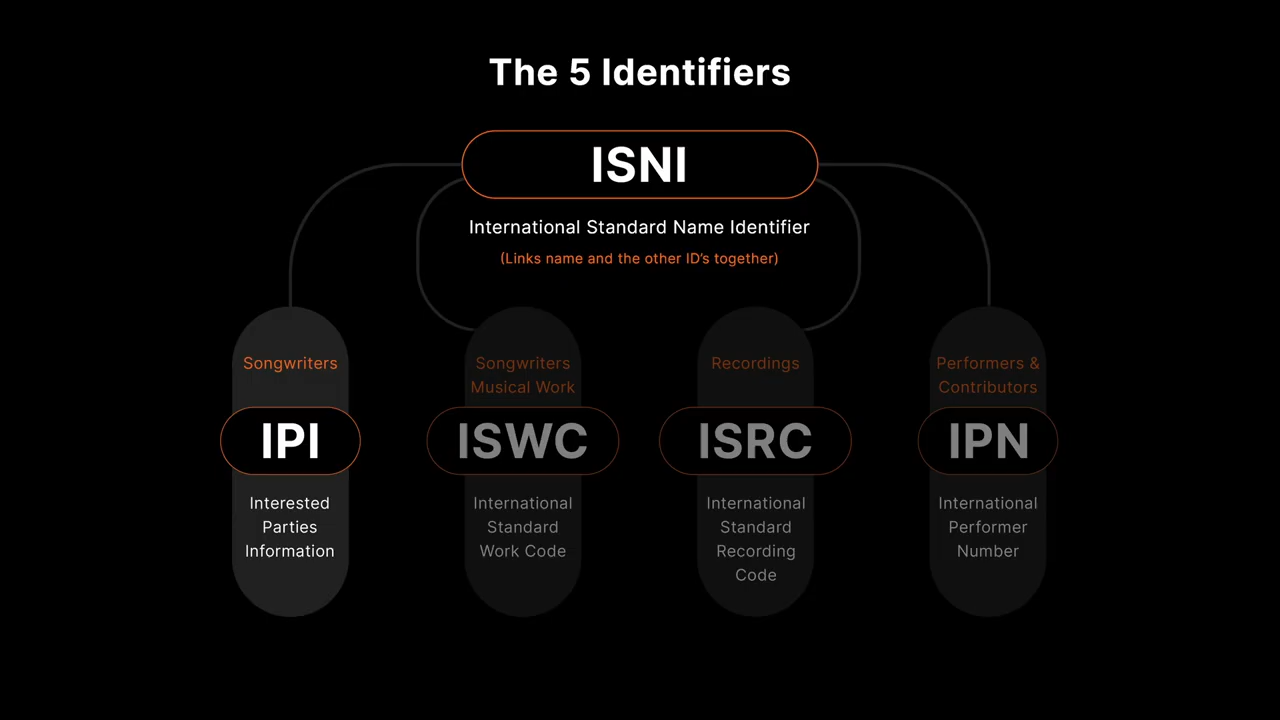 The 5 Identifiers
ISNI
International Standard Name Identifier
(Links name and the other ID's together)
Songwriters
IPI
Interested
Parties
Information
Songwriters
Musical Work
ISWC
International
Standard
Work Code
Recordings
ISRC
International
Standard
Recording
Code
Performers &
Contributors
IPN
International
Performer
Number